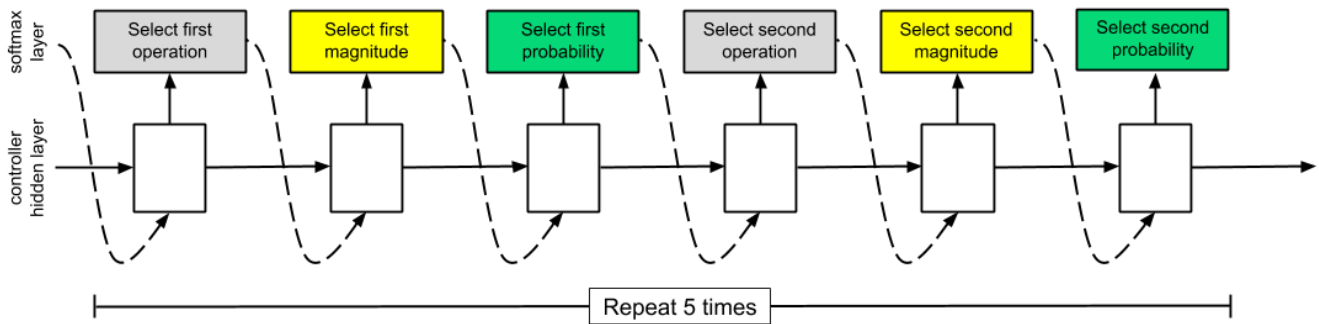 softmax
layer
Select first
operation
Select first
magnitude
Select first
probability
Select second
operation
Select second
magnitude
Select second
probability
controller
hidden layer
Repeat 5 times